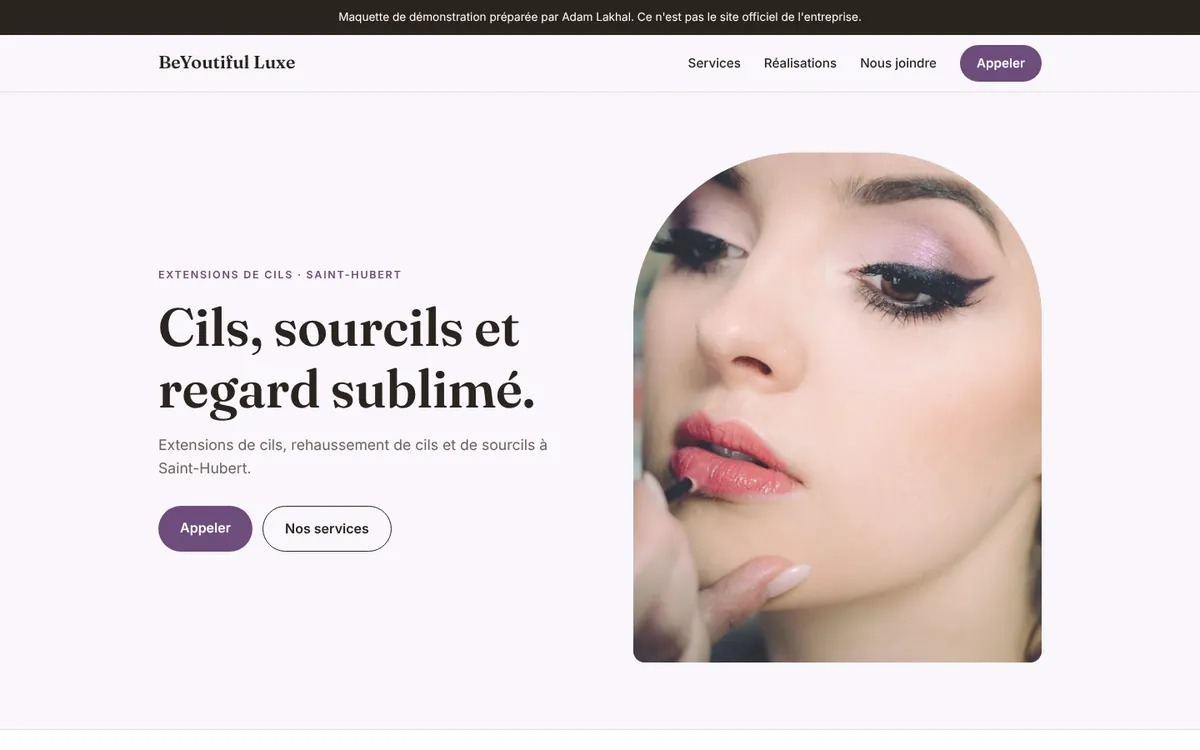 Maquette de démonstration préparée par Adam Lakhal. Ce n'est pas le site officiel de l'entreprise.
BeYoutiful Luxe
Services
Réalisations
Nous joindre
Appeler
EXTENSIONS DE CILS · SAINT-HUBERT
Cils, sourcils et
regard sublimé.
Extensions de cils, rehaussement de cils et de sourcils à
Saint-Hubert.
Appeler
Nos services